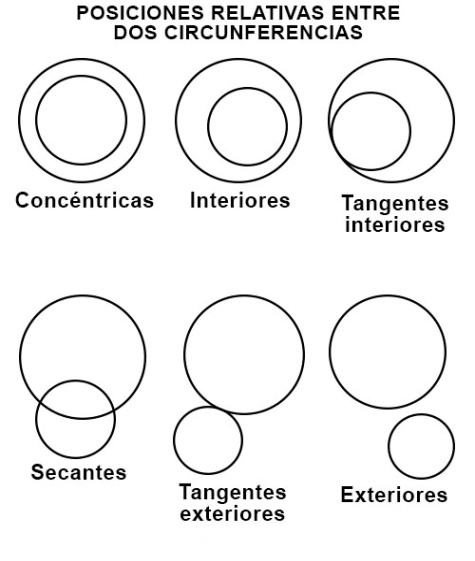 POSICIONES RELATIVAS ENTRE
DOS CIRCUNFERENCIAS
Concéntricas
Interiores
Tangentes
interiores
Secantes
Tangentes
exteriores
Exteriores